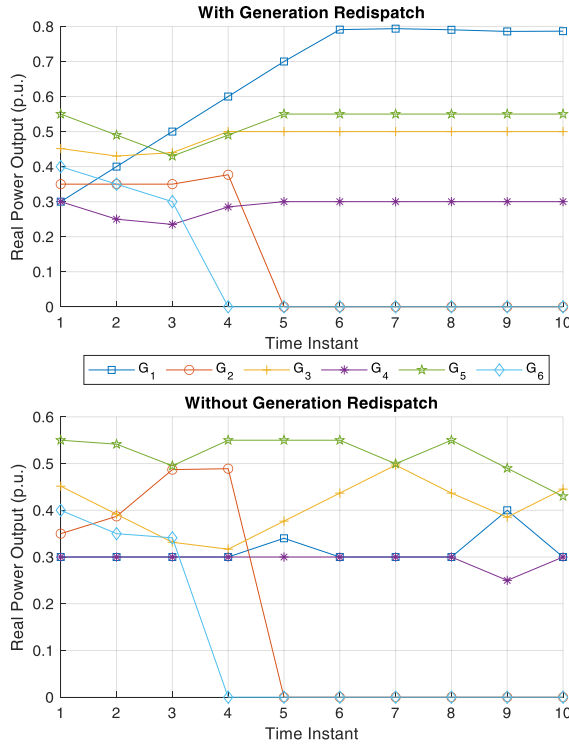 With Generation Redispatch
0.8
0.7
0.6
0.5
0.4
0.3
0.2
0.1
0
Real Power Output (p.u.)
1 2 3 4 5 6 7 8 9 10
Time Instant
G1 G2 G3 G4 G5 G6
Without Generation Redispatch
0.6
0.5
0.4
0.3
0.2
0.1
0
Real Power Output (p.u.)
1 2 3 4 5 6 7 8 9 10
Time Instant